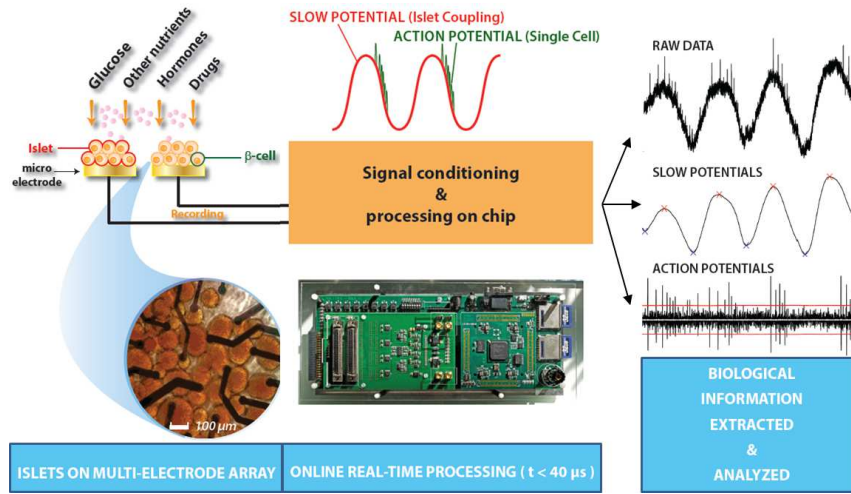 Glucose
Other nutrients
Hormones
Drugs
Islet
micro
electrode
β-cell
Recording
SLOW POTENTIAL (Islet Coupling)
ACTION POTENTIAL (Single Cell)
Signal conditioning
&
processing on chip
RAW DATA
SLOW POTENTIALS
ACTION POTENTIALS
100 µm
ISLETS ON MULTI-ELECTRODE ARRAY
ONLINE REAL-TIME PROCESSING ( t < 40 µs )
BIOLOGICAL
INFORMATION
EXTRACTED
&
ANALYZED